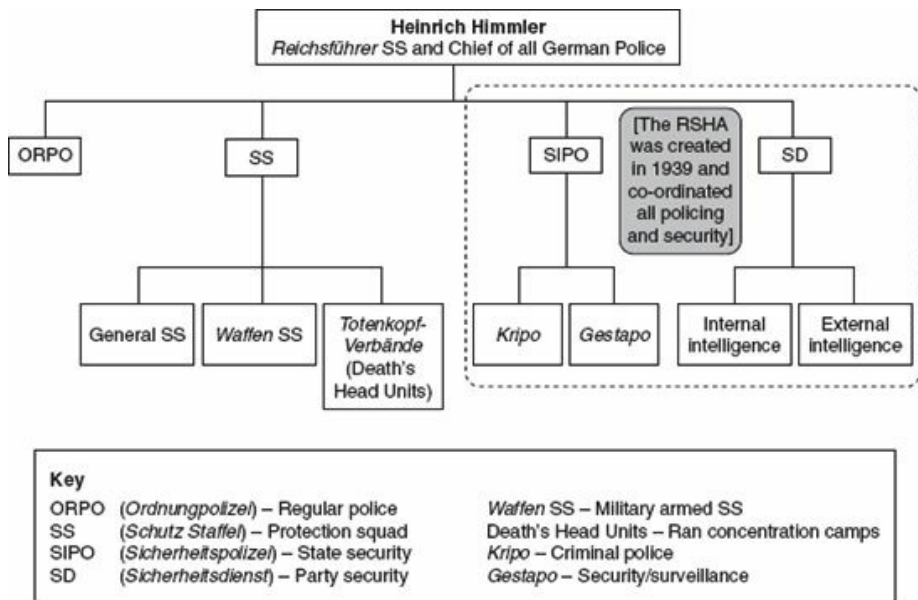 Heinrich Himmler
Reichsführer SS and Chief of all German Police
ORPO
SS
SIPO
[The RSHA
was created
in 1939 and
co-ordinated
all policing
and security]
SD
General SS
Waffen SS
Totenkopf-
Verbände
(Death's
Head Units)
Kripo
Gestapo
Internal
intelligence
External
intelligence
Key
ORPO (Ordnungpolizei) – Regular police
SS (Schutz Staffel) – Protection squad
SIPO (Sicherheitspolizei) – State security
SD (Sicherheitsdienst) – Party security
Waffen SS – Military armed SS
Death's Head Units – Ran concentration camps
Kripo – Criminal police
Gestapo – Security/surveillance